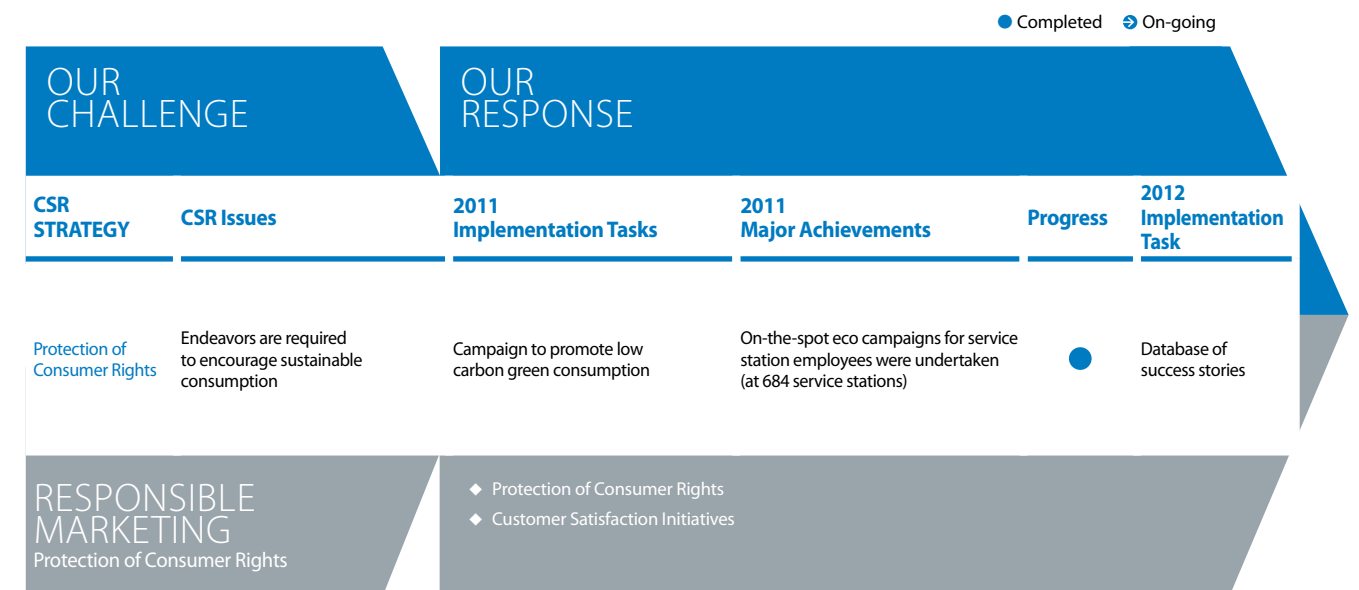 Completed
On-going
OUR
CHALLENGE
OUR
RESPONSE
CSR
STRATEGY
CSR Issues
2011
Implementation Tasks
2011
Major Achievements
Progress
2012
Implementation
Task
Protection of
Consumer Rights
Endeavors are required
to encourage sustainable
consumption
Campaign to promote low
carbon green consumption
On-the-spot eco campaigns for service
station employees were undertaken
(at 684 service stations)
Database of
success stories
RESPONSIBLE
MARKETING
Protection of Consumer Rights
◆ Protection of Consumer Rights
◆ Customer Satisfaction Initiatives